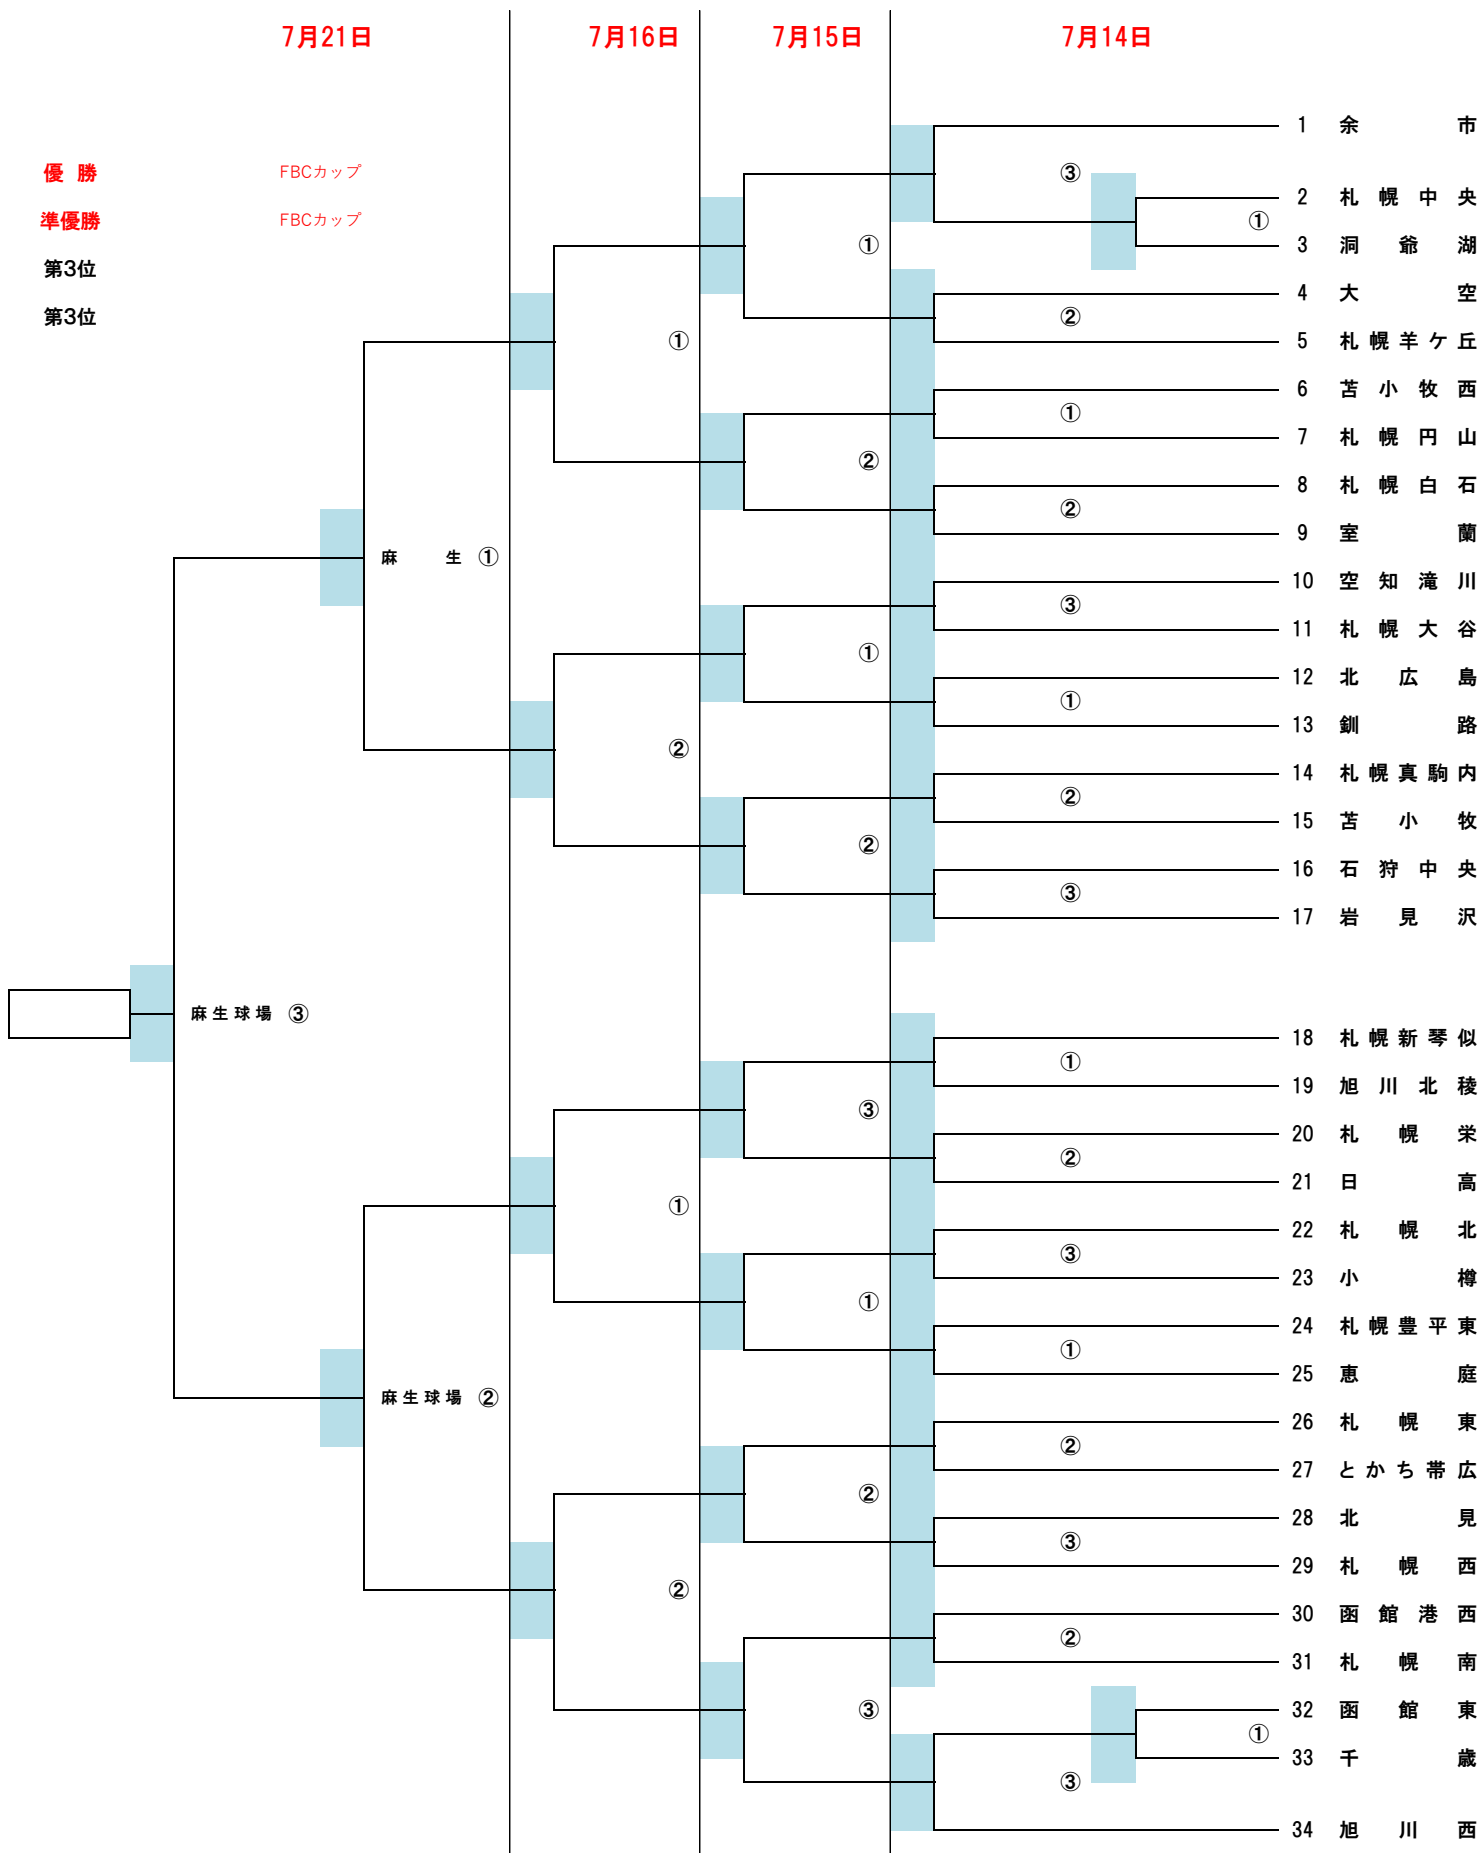 7月21日 7月16日 7月15日 7月14日
1 余市
優勝 FBCカップ ③
2 札幌中央
準優勝 FBCカップ ①
① 3 洞爺湖
第3位
4 大空
第3位 ②
① 5 札幌羊ケ丘
6 苫小牧西
①
7 札幌円山
②
8 札幌白石
②
9 室蘭
麻生 ①
10 空知滝川
③
11 札幌大谷
①
12 北広島
①
13 釧路
②
14 札幌真駒内
②
15 苫小牧
②
16 石狩中央
③
17 岩見沢
麻生球場 ③
18 札幌新琴似
①
19 旭川北稜
③
20 札幌栄
②
21 日高
①
22 札幌北
③
23 小樽
①
24 札幌豊平東
①
25 恵庭
麻生球場 ②
26 札幌東
②
27 とかち帯広
②
28 北見
③
29 札幌西
②
30 函館港西
②
31 札幌南
③ 32 函館東
①
33 千歳
③
34 旭川西